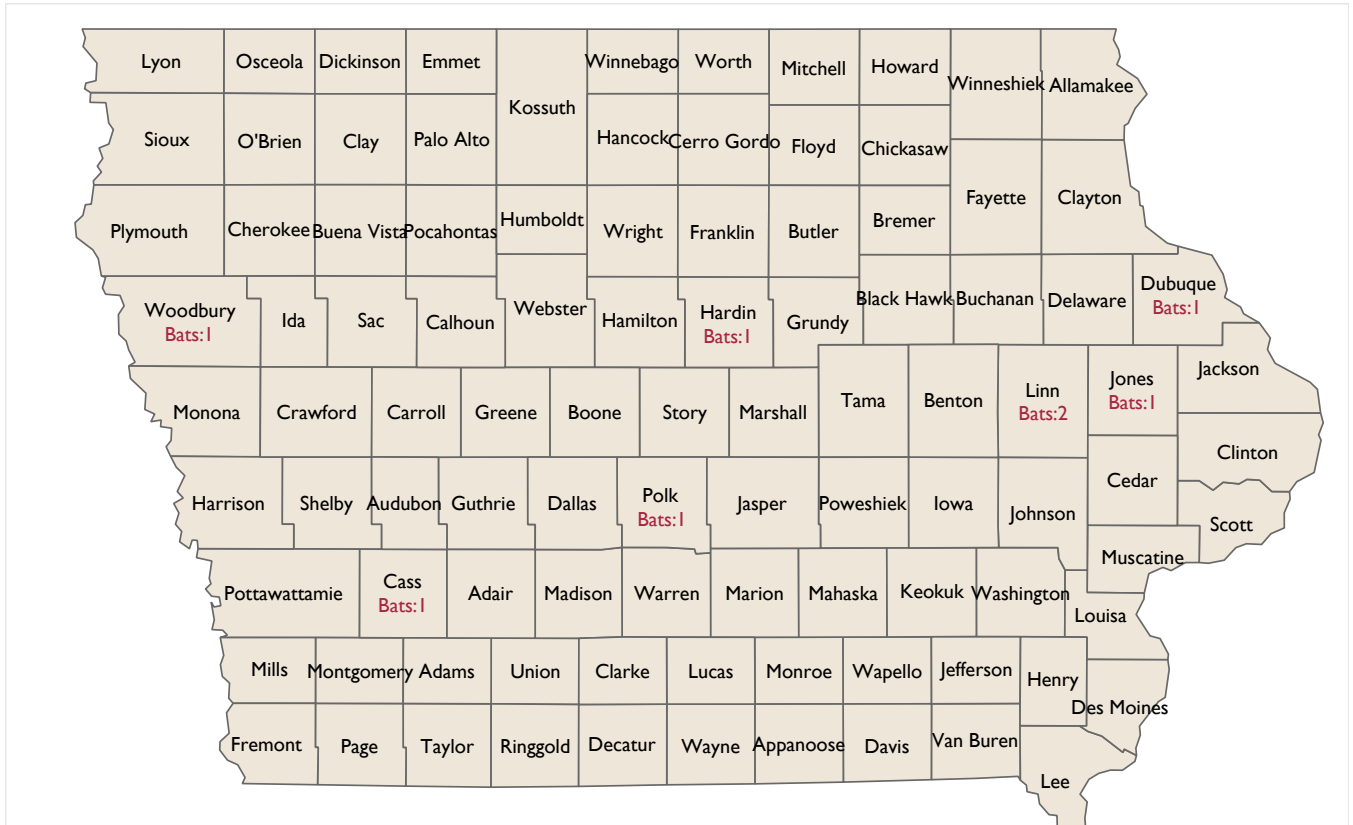 Lyon
Osceola
Dickinson
Emmet
Kossuth
Winnebago
Worth
Mitchell
Howard
Winneshiek
Allamakee
Sioux
O'Brien
Clay
Palo Alto
Hancock
Cerro Gordo
Floyd
Chickasaw
Fayette
Clayton
Plymouth
Cherokee
Buena Vista
Pocahontas
Humboldt
Wright
Franklin
Butler
Bremer
Woodbury
Bats:1
Ida
Sac
Calhoun
Webster
Hamilton
Hardin
Bats:1
Grundy
Black Hawk
Buchanan
Delaware
Dubuque
Bats:1
Monona
Crawford
Carroll
Greene
Boone
Story
Marshall
Tama
Benton
Linn
Bats:2
Jones
Bats:1
Jackson
Clinton
Harrison
Shelby
Audubon
Guthrie
Dallas
Polk
Bats:1
Jasper
Poweshiek
Iowa
Johnson
Cedar
Scott
Muscatine
Pottawattamie
Cass
Bats:1
Adair
Madison
Warren
Marion
Mahaska
Keokuk
Washington
Louisa
Mills
Montgomery
Adams
Union
Clarke
Lucas
Monroe
Wapello
Jefferson
Henry
Des Moines
Fremont
Page
Taylor
Ringgold
Decatur
Wayne
Appanoose
Davis
Van Buren
Lee